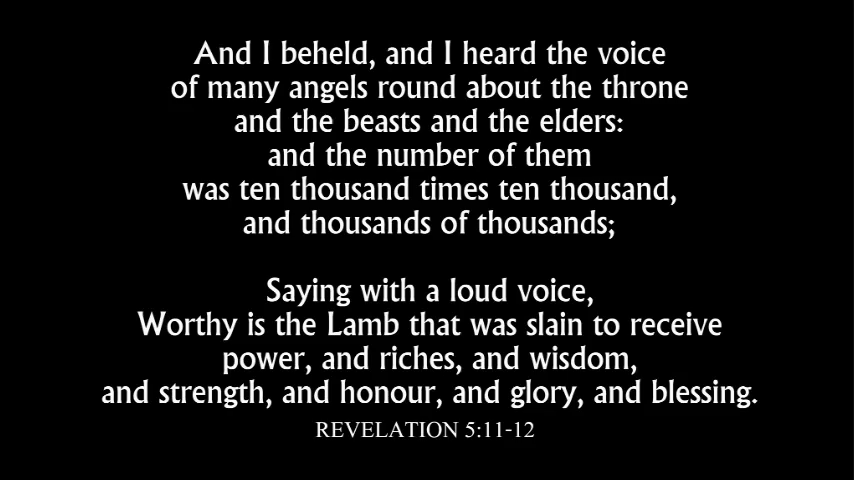 And I beheld, and I heard the voice
of many angels round about the throne
and the beasts and the elders:
and the number of them
was ten thousand times ten thousand,
and thousands of thousands;
Saying with a loud voice,
Worthy is the Lamb that was slain to receive
power, and riches, and wisdom,
and strength, and honour, and glory, and blessing.
REVELATION 5:11-12